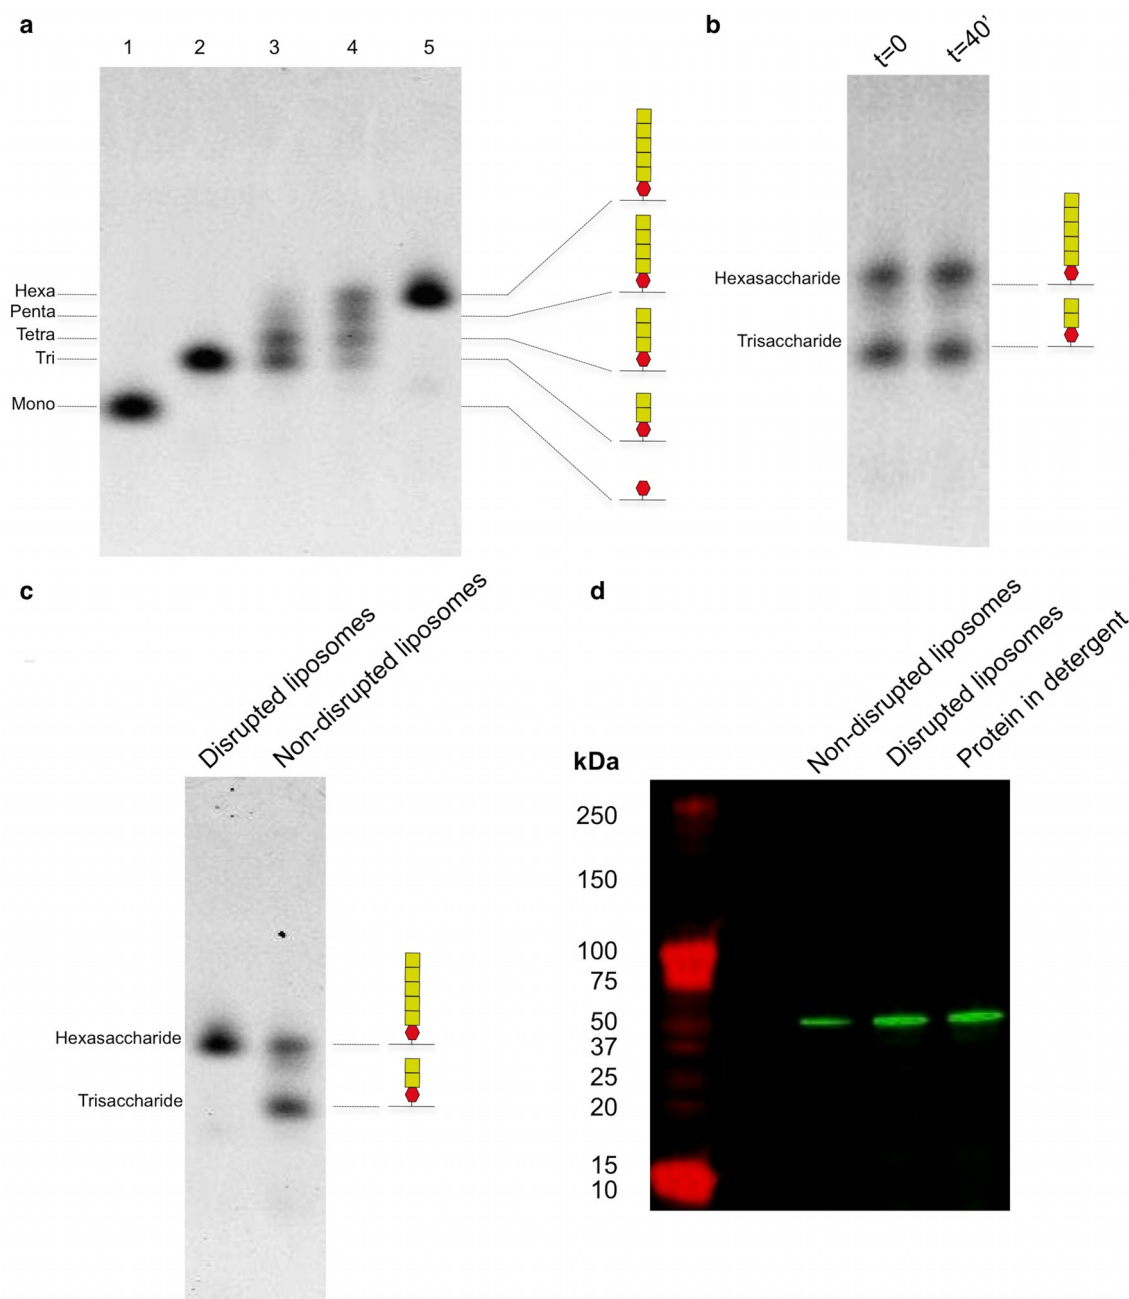 a
1 2 3 4 5
Hexa
Penta
Tetra
Tri
Mono
b
t=0 t=40'
Hexasaccharide
Trisaccharide
c
Disrupted liposomes
Non-disrupted liposomes
Hexasaccharide
Trisaccharide
d
Non-disrupted liposomes
Disrupted liposomes
Protein in detergent
kDa
250
150
100
75
50
37
25
20
15
10